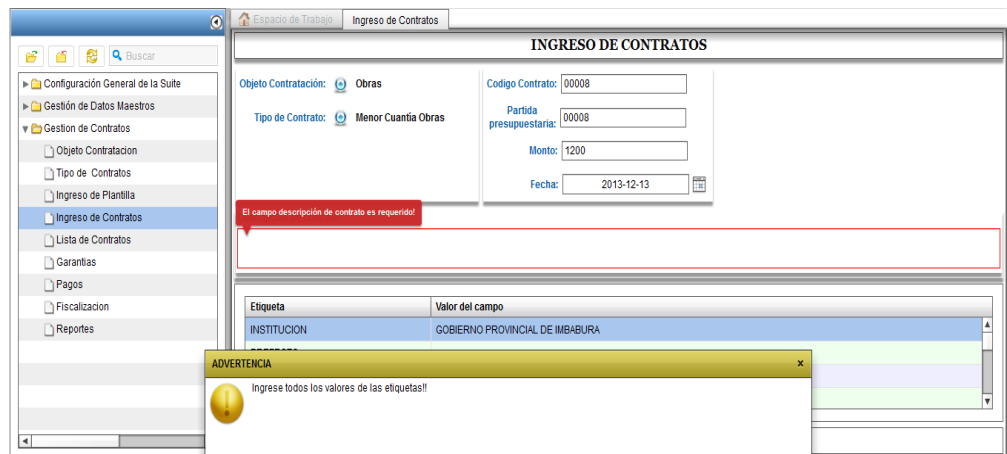 Espacio de Trabajo
Ingreso de Contratos
Buscar
Configuración General de la Suite
Gestión de Datos Maestros
Gestion de Contratos
Objeto Contratacion
Tipo de Contratos
Ingreso de Plantilla
Ingreso de Contratos
Lista de Contratos
Garantias
Pagos
Fiscalizacion
Reportes
INGRESO DE CONTRATOS
Objeto Contratación: Obras
Tipo de Contrato: Menor Cuantía Obras
Codigo Contrato: 00008
Partida
presupuestaria: 00008
Monto: 1200
Fecha: 2013-12-13
El campo descripción de contrato es requerido!
Etiqueta Valor del campo
INSTITUCION GOBIERNO PROVINCIAL DE IMBABURA
ADVERTENCIA x
Ingrese todos los valores de las etiquetas!!